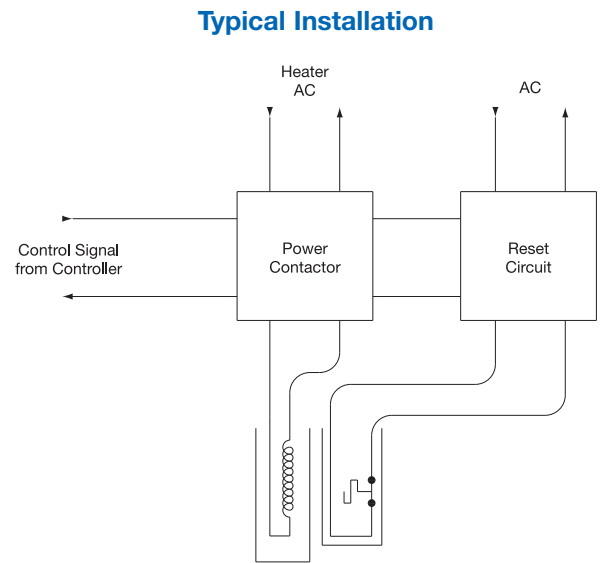 Typical Installation
Heater
AC
AC
Control Signal
from Controller
Power
Contactor
Reset
Circuit